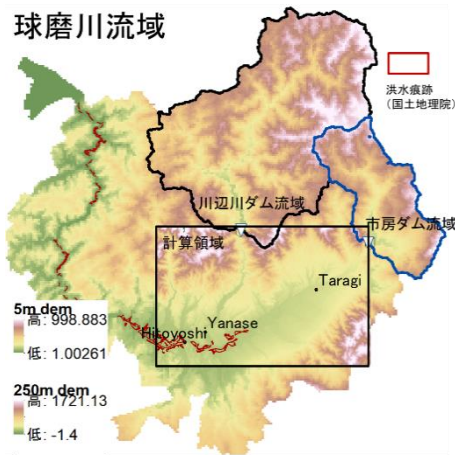 球磨川流域
洪水痕跡
（国土地理院）
川辺川ダム流域
市房ダム流域
計算領域
Taragi
5m dem
高: 998.883
低: 1.00261
Hitoyoshi
Yanase
250m dem
高: 1721.13
低: -1.4